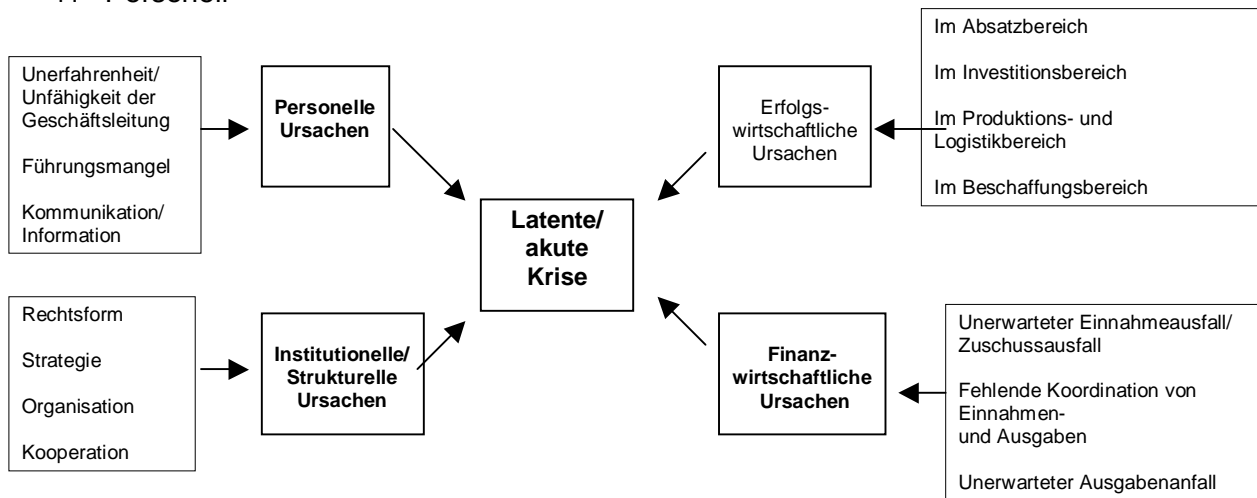 Personell
Unerfahrenheit/
Unfähigkeit der
Geschäftsleitung
Führungsmangel
Kommunikation/
Information
Personelle
Ursachen
Rechtsform
Strategie
Organisation
Kooperation
Institutionelle/
Strukturelle
Ursachen
Latente/
akute
Krise
Erfolgs-
wirtschaftliche
Ursachen
Im Absatzbereich
Im Investitionsbereich
Im Produktions- und
Logistikbereich
Im Beschaffungsbereich
Finanz-
wirtschaftliche
Ursachen
Unerwarteter Einnahmeausfall/
Zuschussausfall
Fehlende Koordination von
Einnahmen-
und Ausgaben
Unerwarteter Ausgabenanfall